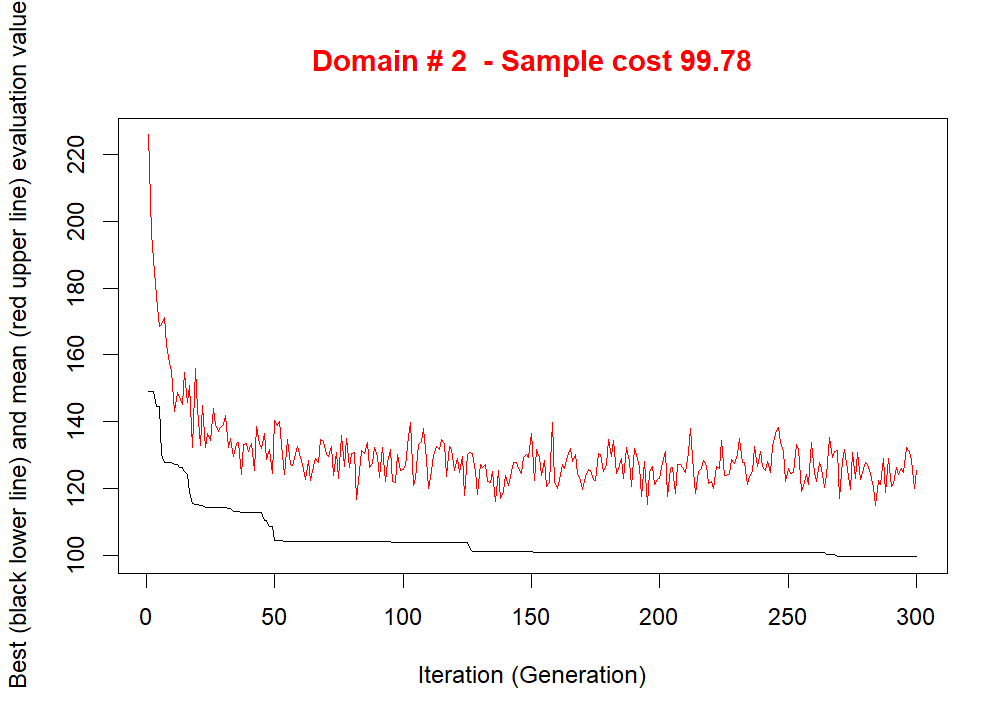 Domain # 2  - Sample cost 99.78
Best (black lower line) and mean (red upper line) evaluation value
220
200
180
160
140
120
100
0 50 100 150 200 250 300
Iteration (Generation)